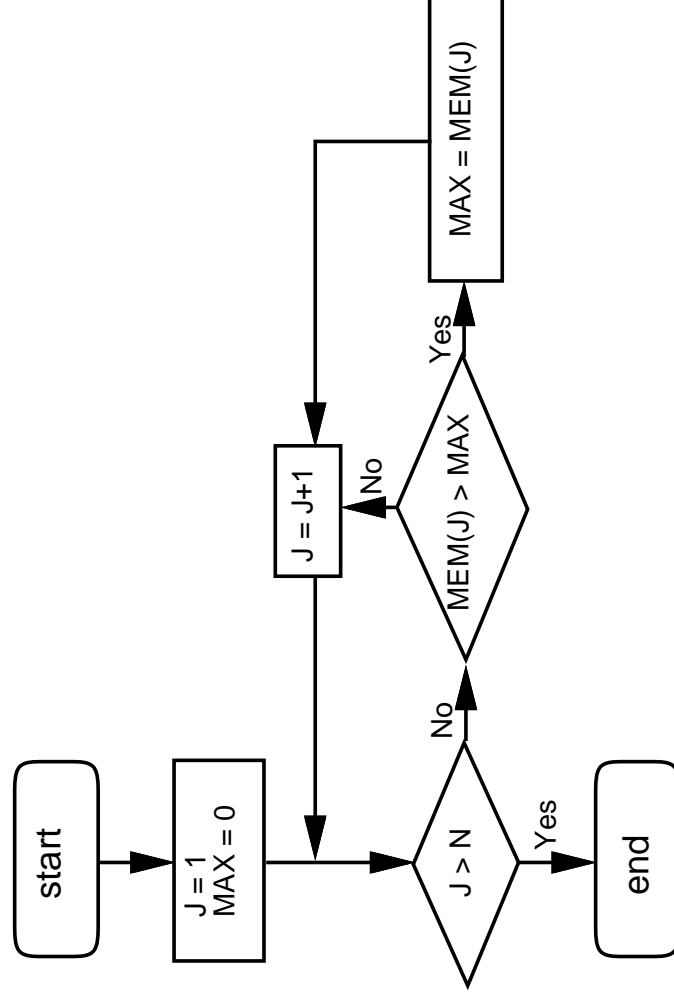 start
J = 1
MAX = 0
J > N
Yes
end
No
MEM(J) > MAX
No
J = J+1
Yes
MAX = MEM(J)